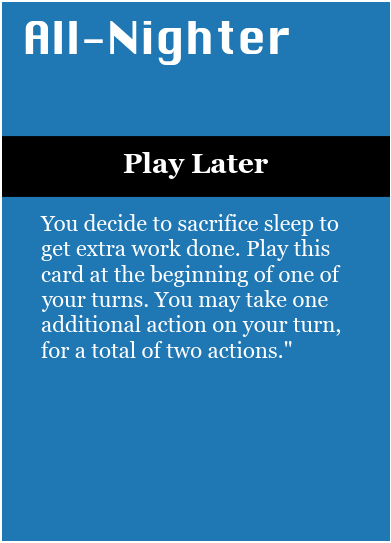 All-Nighter
Play Later
You decide to sacrifice sleep to
get extra work done. Play this
card at the beginning of one of
your turns. You may take one
additional action on your turn,
for a total of two actions."